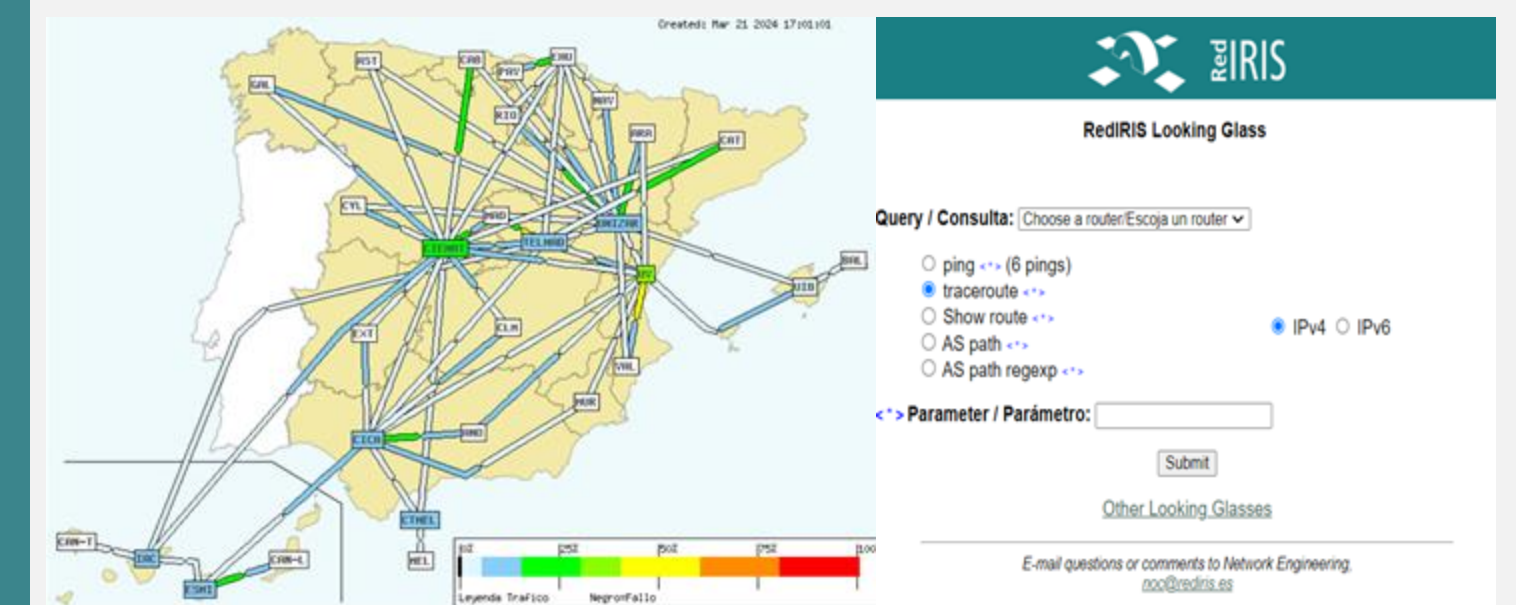 Created: Mar 21 2024 17:01:01
AST
CAB
CAU
PAV
GAL
NAV
RIO
ARA
CAT
CYL
MAD
CIEMAT
TELMAD
UV
BAL
UIB
EXT
CLM
VAL
MUR
CICA
AND
CTMEL
MEL
CAN-T
IAC
CAN-L
ESMI
0%
25%
50%
75%
100
Leyenda Trafico
Negro=Fallo
RedIRIS
RedIRIS Looking Glass
Query / Consulta: Choose a router/Escoja un router
ping <*> (6 pings)
traceroute <*>
Show route <*>
AS path <*>
AS path regexp <*>
IPv4 IPv6
<*> Parameter / Parámetro:
Submit
Other Looking Glasses
E-mail questions or comments to Network Engineering.
noc@rediris.es